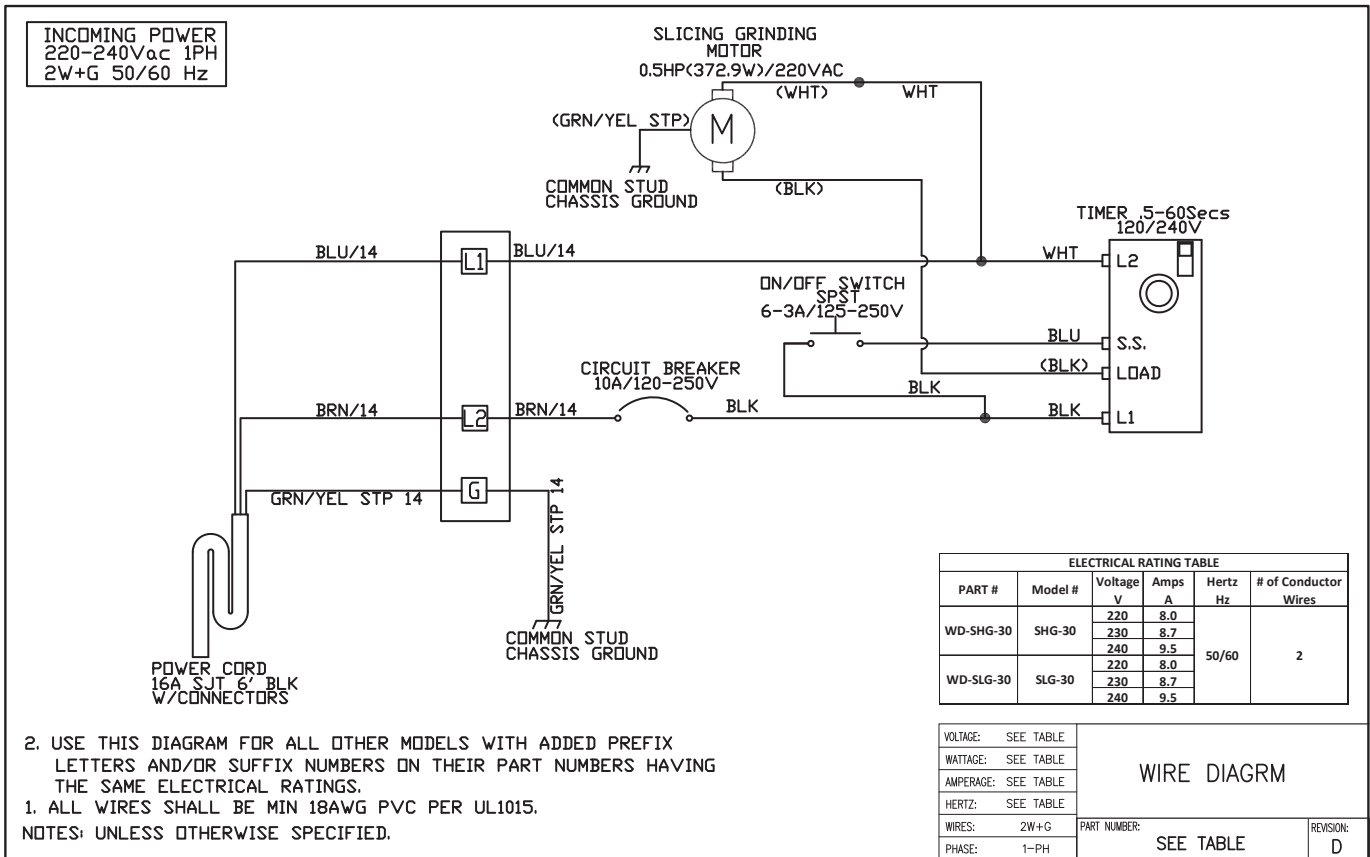 INCOMING POWER
220-240Vac 1PH
2W+G 50/60 Hz
SLICING GRINDING
MOTOR
0.5HP(372.9W)/220VAC
(WHT)
WHT
(GRN/YEL STP)
M
COMMON STUD
CHASSIS GROUND
(BLK)
TIMER .5-60Secs
120/240V
BLU/14
L1
BLU/14
WHT
L2
ON/OFF SWITCH
SPST
6-3A/125-250V
BLU
S.S.
(BLK)
LOAD
CIRCUIT BREAKER
10A/120-250V
BLK
BRN/14
L2
BRN/14
BLK
BLK
L1
GRN/YEL STP 14
G
GRN/YEL STP 14
COMMON STUD
CHASSIS GROUND
POWER CORD
16A SJT 6' BLK
W/CONNECTORS
ELECTRICAL RATING TABLE
PART # Model # Voltage V Amps A Hertz Hz # of Conductor Wires
WD-SHG-30 SHG-30 220 8.0
230 8.7
240 9.5
50/60 2
WD-SLG-30 SLG-30 220 8.0
230 8.7
240 9.5
2. USE THIS DIAGRAM FOR ALL OTHER MODELS WITH ADDED PREFIX
LETTERS AND/OR SUFFIX NUMBERS ON THEIR PART NUMBERS HAVING
THE SAME ELECTRICAL RATINGS.
1. ALL WIRES SHALL BE MIN 18AWG PVC PER UL1015.
NOTES: UNLESS OTHERWISE SPECIFIED.
VOLTAGE: SEE TABLE
WATTAGE: SEE TABLE
AMPERAGE: SEE TABLE
HERTZ: SEE TABLE
WIRES: 2W+G
PHASE: 1-PH
WIRE DIAGRM
PART NUMBER:
SEE TABLE
REVISION:
D